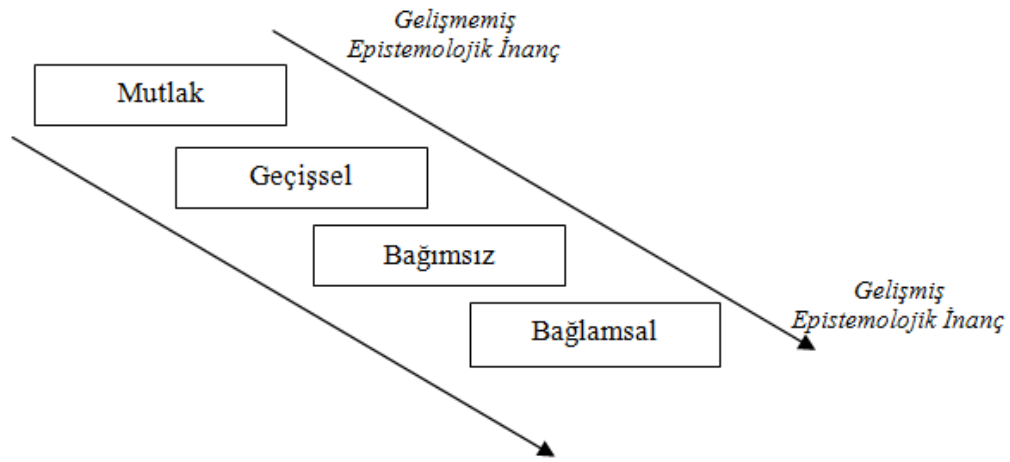 Gelişmemiş
Epistemolojik İnanç
Mutlak
Geçişsel
Bağımsız
Gelişmiş
Epistemolojik İnanç
Bağlamsal